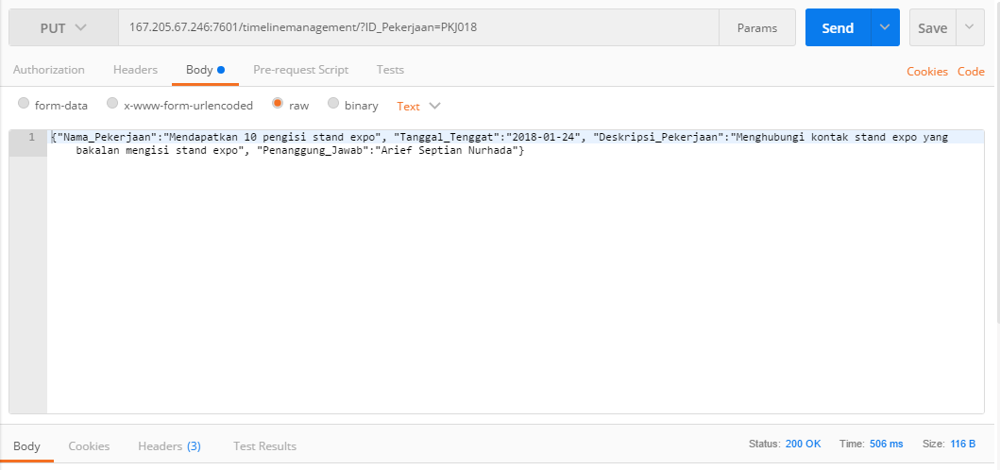 PUT 167.205.67.246:7601/timelinemanagement/?ID_Pekerjaan=PKJ018 Params Send Save
Authorization Headers Body Pre-request Script Tests Cookies Code
form-data x-www-form-urlencoded raw binary Text
1 {"Nama_Pekerjaan":"Mendapatkan 10 pengisi stand expo", "Tanggal_Tenggat":"2018-01-24", "Deskripsi_Pekerjaan":"Menghubungi kontak stand expo yang
bakalan mengisi stand expo", "Penanggung_Jawab":"Arief Septian Nurhada"}
Body Cookies Headers (3) Test Results Status: 200 OK Time: 506 ms Size: 116 B